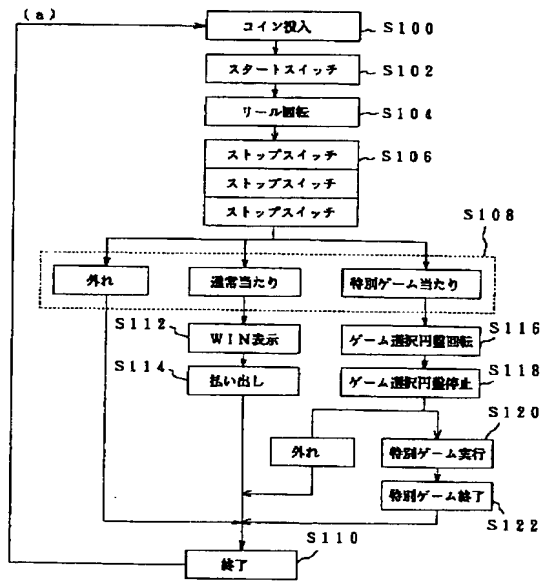 (a)
コイン投入
S100
スタートスイッチ
S102
リール回転
S104
ストップスイッチ
S106
ストップスイッチ
ストップスイッチ
S108
外れ
通常当たり
特別ゲーム当たり
S112
WIN表示
S116
ゲーム選択円盤回転
S114
払い出し
S118
ゲーム選択円盤停止
S120
外れ
特別ゲーム実行
特別ゲーム終了
S122
S110
終了